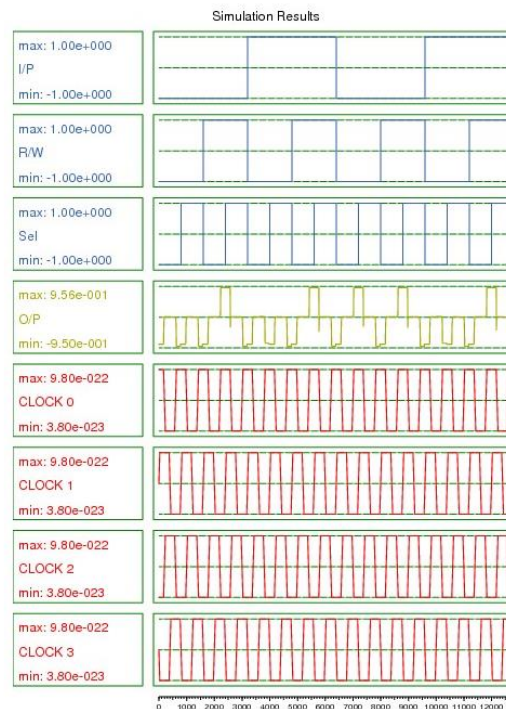 Simulation Results
max: 1.00e+000
I/P
min: -1.00e+000
max: 1.00e+000
R/W
min: -1.00e+000
max: 1.00e+000
Sel
min: -1.00e+000
max: 9.56e-001
O/P
min: -9.50e-001
max: 9.80e-022
CLOCK 0
min: 3.80e-023
max: 9.80e-022
CLOCK 1
min: 3.80e-023
max: 9.80e-022
CLOCK 2
min: 3.80e-023
max: 9.80e-022
CLOCK 3
min: 3.80e-023
0 1000 2000 3000 4000 5000 6000 7000 8000 9000 10000 11000 12000